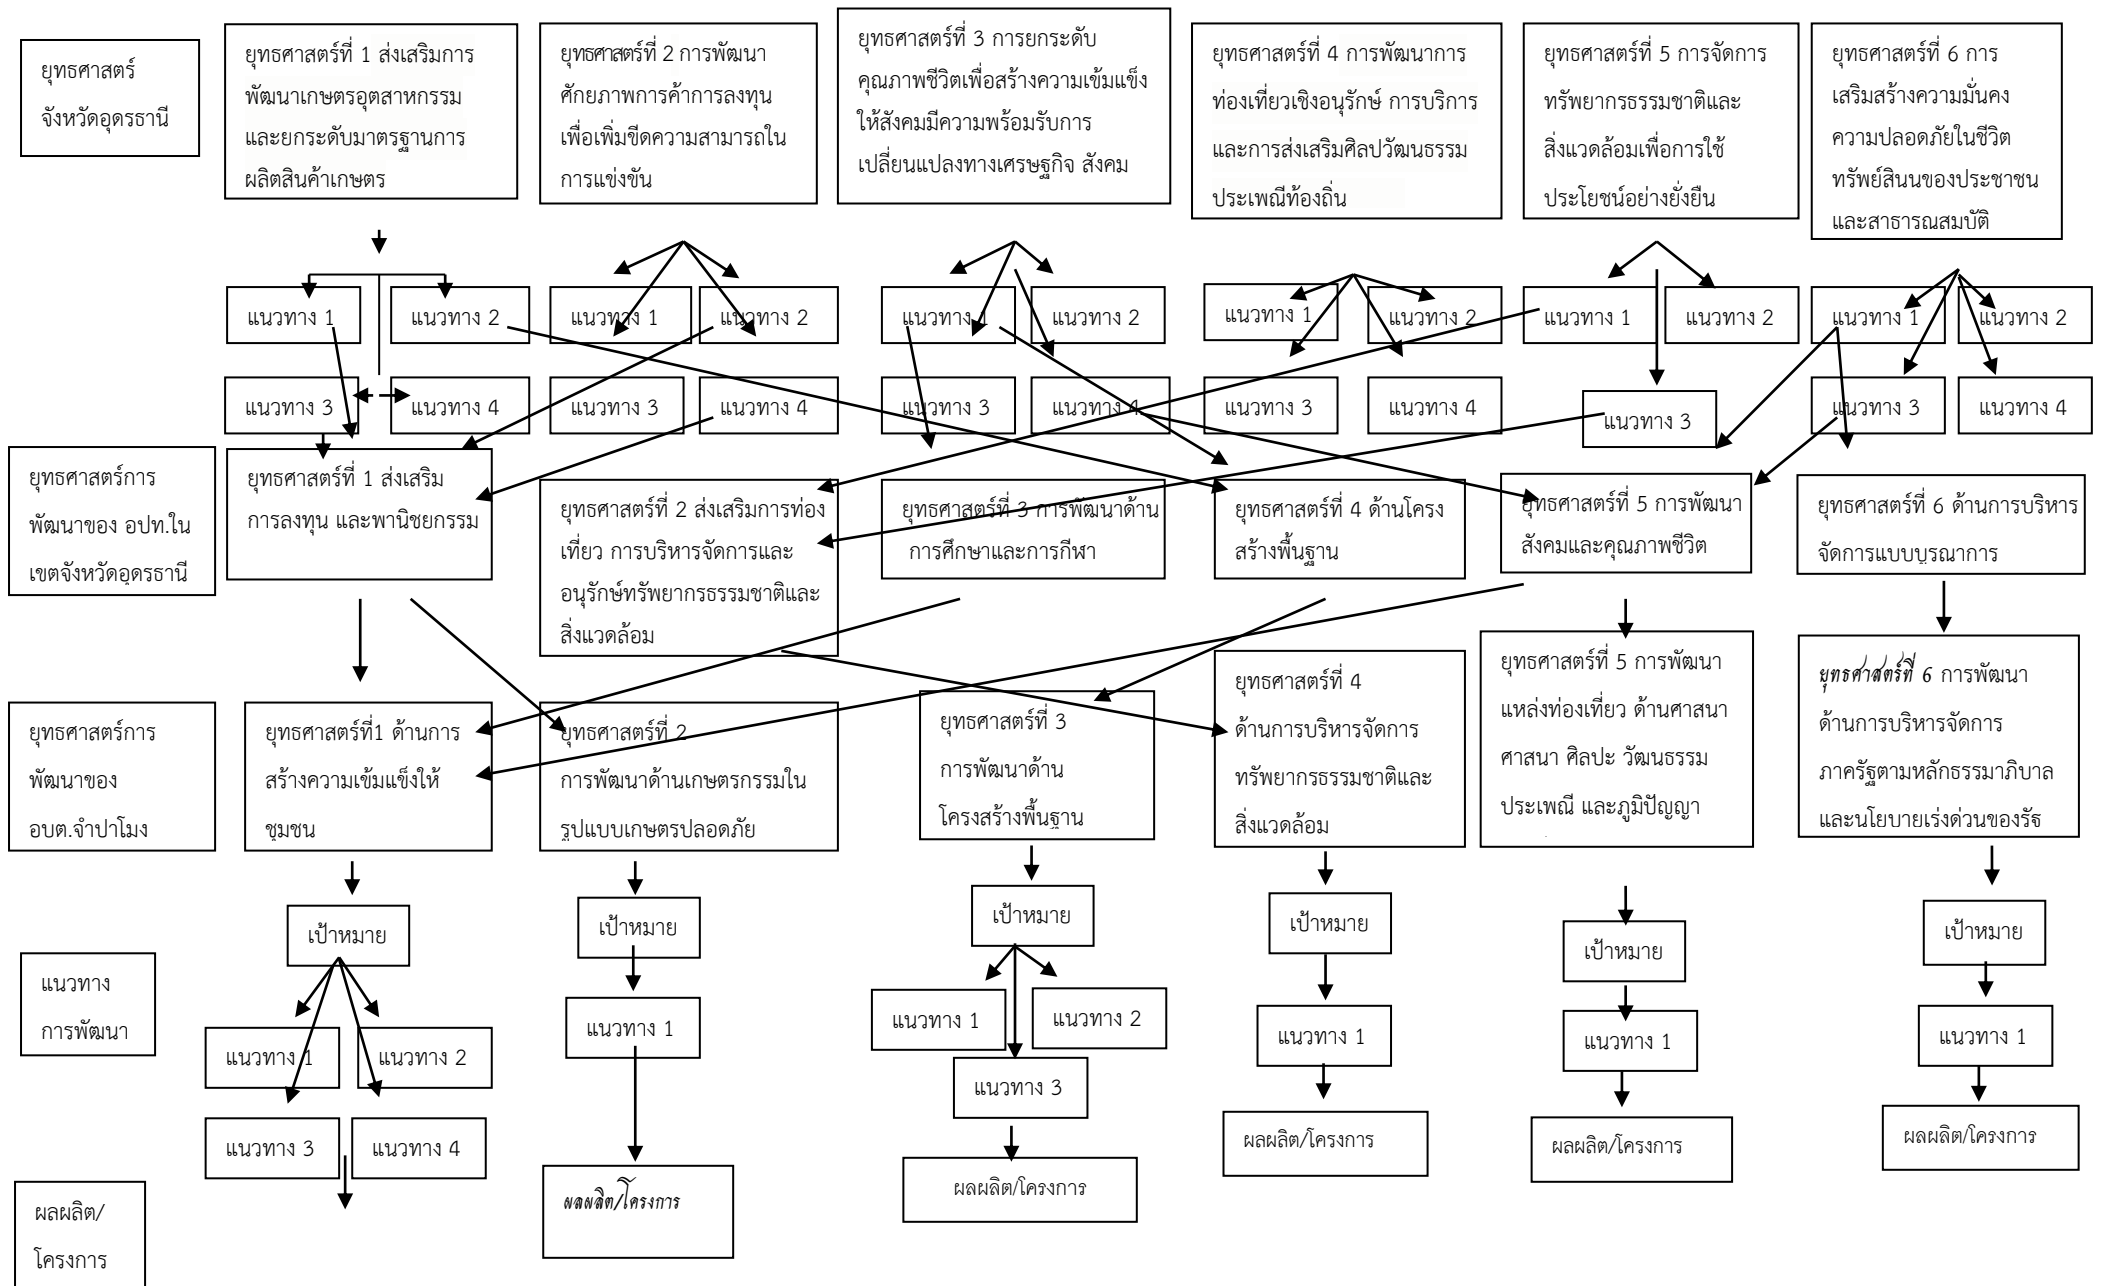 ยุทธศาสตร์
จังหวัดอุดรธานี
ยุทธศาสตร์ที่ 1 ส่งเสริมการ
พัฒนาเกษตรอุตสาหกรรม
และยกระดับมาตรฐานการ
ผลิตสินค้าเกษตร
ยุทธศาสตร์ที่ 2 การพัฒนา
ศักยภาพการค้าการลงทุน
เพื่อเพิ่มขีดความสามารถใน
การแข่งขัน
ยุทธศาสตร์ที่ 3 การยกระดับ
คุณภาพชีวิตเพื่อสร้างความเข้มแข็ง
ให้สังคมมีความพร้อมรับการ
เปลี่ยนแปลงทางเศรษฐกิจ สังคม
ยุทธศาสตร์ที่ 4 การพัฒนาการ
ท่องเที่ยวเชิงอนุรักษ์ การบริการ
และการส่งเสริมศิลปวัฒนธรรม
ประเพณีท้องถิ่น
ยุทธศาสตร์ที่ 5 การจัดการ
ทรัพยากรธรรมชาติและ
สิ่งแวดล้อมเพื่อการใช้
ประโยชน์อย่างยั่งยืน
ยุทธศาสตร์ที่ 6 การ
เสริมสร้างความมั่นคง
ความปลอดภัยในชีวิต
ทรัพย์สินนของประชาชน
และสาธารณสมบัติ
แนวทาง 1
แนวทาง 2
แนวทาง 1
แนวทาง 2
แนวทาง 1
แนวทาง 2
แนวทาง 1
แนวทาง 2
แนวทาง 1
แนวทาง 2
แนวทาง 1
แนวทาง 2
แนวทาง 3
แนวทาง 4
แนวทาง 3
แนวทาง 4
แนวทาง 3
แนวทาง 4
แนวทาง 3
แนวทาง 4
แนวทาง 3
แนวทาง 3
แนวทาง 4
ยุทธศาสตร์การ
พัฒนาของ อปท.ใน
เขตจังหวัดอุดรธานี
ยุทธศาสตร์ที่ 1 ส่งเสริม
การลงทุน และพานิชยกรรม
ยุทธศาสตร์ที่ 2 ส่งเสริมการท่อง
เที่ยว การบริหารจัดการและ
อนุรักษ์ทรัพยากรธรรมชาติและ
สิ่งแวดล้อม
ยุทธศาสตร์ที่ 3 การพัฒนาด้าน
การศึกษาและการกีฬา
ยุทธศาสตร์ที่ 4 ด้านโครง
สร้างพื้นฐาน
ยุทธศาสตร์ที่ 5 การพัฒนา
สังคมและคุณภาพชีวิต
ยุทธศาสตร์ที่ 6 ด้านการบริหาร
จัดการแบบบูรณาการ
ยุทธศาสตร์การ
พัฒนาของ
อบต.จำปาโมง
ยุทธศาสตร์ที่1 ด้านการ
สร้างความเข้มแข็งให้
ชุมชน
ยุทธศาสตร์ที่ 2
การพัฒนาด้านเกษตรกรรมใน
รูปแบบเกษตรปลอดภัย
ยุทธศาสตร์ที่ 3
การพัฒนาด้าน
โครงสร้างพื้นฐาน
ยุทธศาสตร์ที่ 4
ด้านการบริหารจัดการ
ทรัพยากรธรรมชาติและ
สิ่งแวดล้อม
ยุทธศาสตร์ที่ 5 การพัฒนา
แหล่งท่องเที่ยว ด้านศาสนา
ศาสนา ศิลปะ วัฒนธรรม
ประเพณี และภูมิปัญญา
ยุทธศาสตร์ที่ 6 การพัฒนา
ด้านการบริหารจัดการ
ภาครัฐตามหลักธรรมาภิบาล
และนโยบายเร่งด่วนของรัฐ
เป้าหมาย
เป้าหมาย
เป้าหมาย
เป้าหมาย
เป้าหมาย
เป้าหมาย
แนวทาง
การพัฒนา
แนวทาง 1
แนวทาง 2
แนวทาง 3
แนวทาง 4
แนวทาง 1
แนวทาง 1
แนวทาง 2
แนวทาง 3
แนวทาง 1
แนวทาง 1
แนวทาง 1
ผลผลิต/
โครงการ
ผลผลิต/โครงการ
ผลผลิต/โครงการ
ผลผลิต/โครงการ
ผลผลิต/โครงการ
ผลผลิต/โครงการ